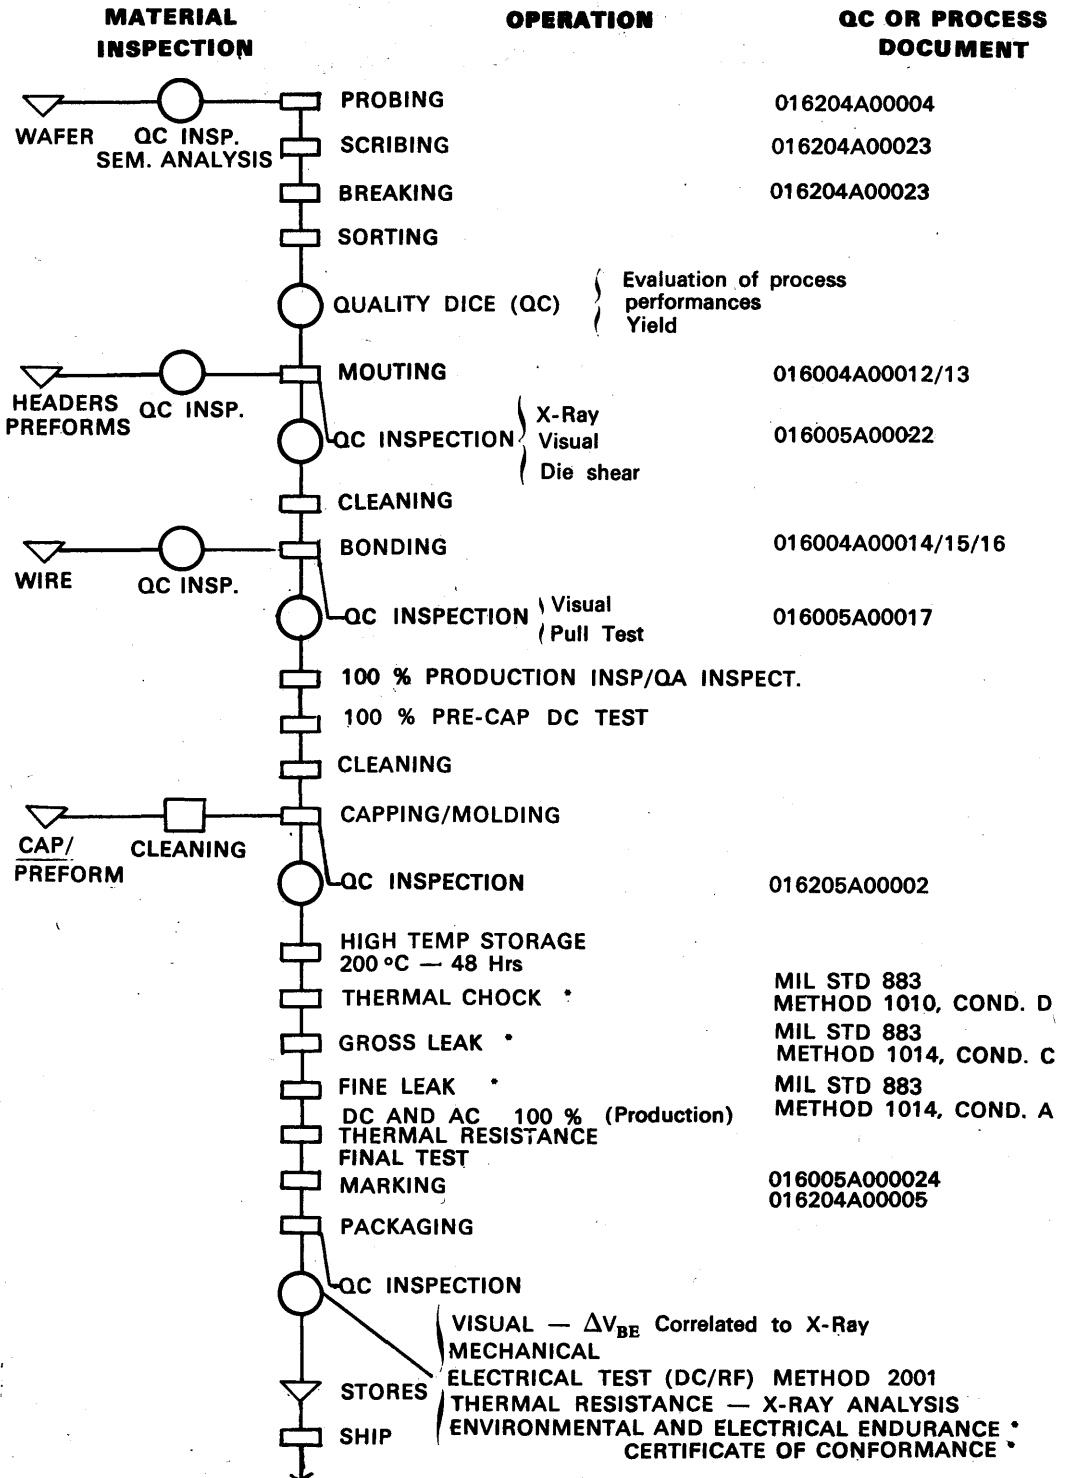 MATERIAL
INSPECTION
OPERATION
QC OR PROCESS
DOCUMENT
PROBING
016204A00004
WAFER
QC INSP.
SEM. ANALYSIS
SCRIBING
016204A00023
BREAKING
016204A00023
SORTING
QUALITY DICE (QC)
Evaluation of process
performances
Yield
MOUTING
016004A00012/13
HEADERS
PREFORMS
QC INSP.
QC INSPECTION
X-Ray
Visual
Die shear
016005A00022
CLEANING
BONDING
016004A00014/15/16
WIRE
QC INSP.
QC INSPECTION
Visual
Pull Test
016005A00017
100 % PRODUCTION INSP/QA INSPECT.
100 % PRE-CAP DC TEST
CLEANING
CAPPING/MOLDING
CAP/
PREFORM
CLEANING
QC INSPECTION
016205A00002
HIGH TEMP STORAGE
200 °C — 48 Hrs
THERMAL CHOCK *
MIL STD 883
METHOD 1010, COND. D
GROSS LEAK *
MIL STD 883
METHOD 1014, COND. C
FINE LEAK *
MIL STD 883
METHOD 1014, COND. A
DC AND AC 100 % (Production)
THERMAL RESISTANCE
FINAL TEST
MARKING
016005A000024
016204A00005
PACKAGING
QC INSPECTION
VISUAL — ΔVBE Correlated to X-Ray
MECHANICAL
ELECTRICAL TEST (DC/RF) METHOD 2001
THERMAL RESISTANCE — X-RAY ANALYSIS
ENVIRONMENTAL AND ELECTRICAL ENDURANCE *
CERTIFICATE OF CONFORMANCE *
STORES
SHIP